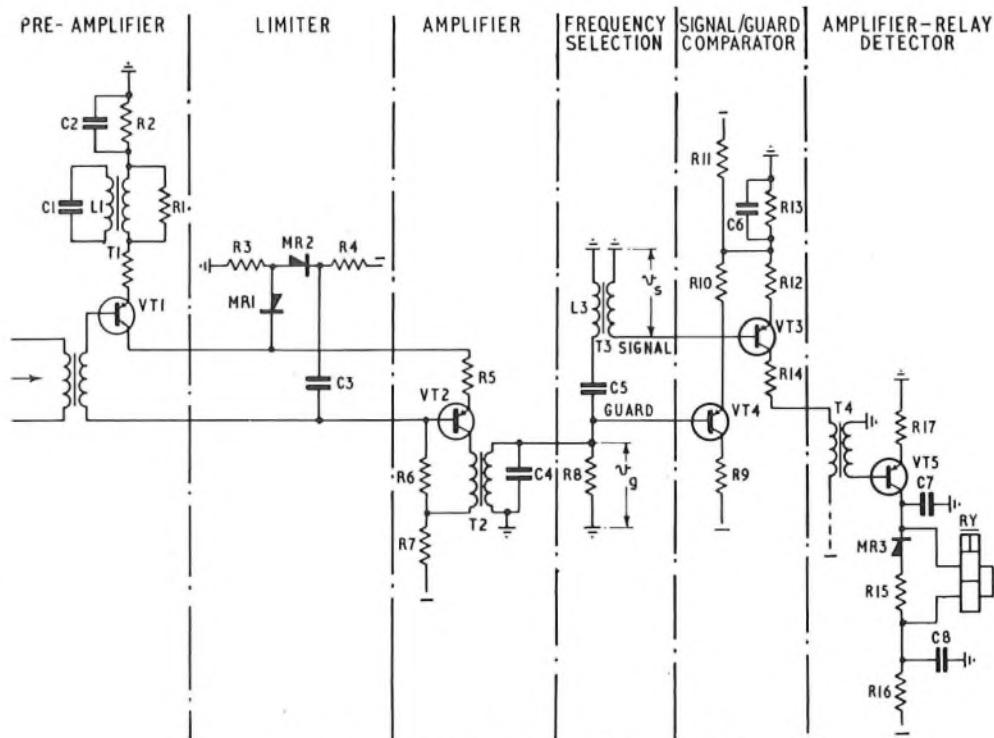 PRE-AMPLIFIER
LIMITER
AMPLIFIER
FREQUENCY
SELECTION
SIGNAL/GUARD
COMPARATOR
AMPLIFIER-RELAY
DETECTOR
C2
R2
C1
L1
R1
T1
VT1
R3
MR2
R4
MR1
C3
R5
VT2
R6
R7
T2
C4
L3
T3
SIGNAL
vs
C5
GUARD
R8
vg
R11
C6
R13
R10
R12
VT3
R14
VT4
R9
T4
R17
VT5
C7
RY
MR3
R15
C8
R16